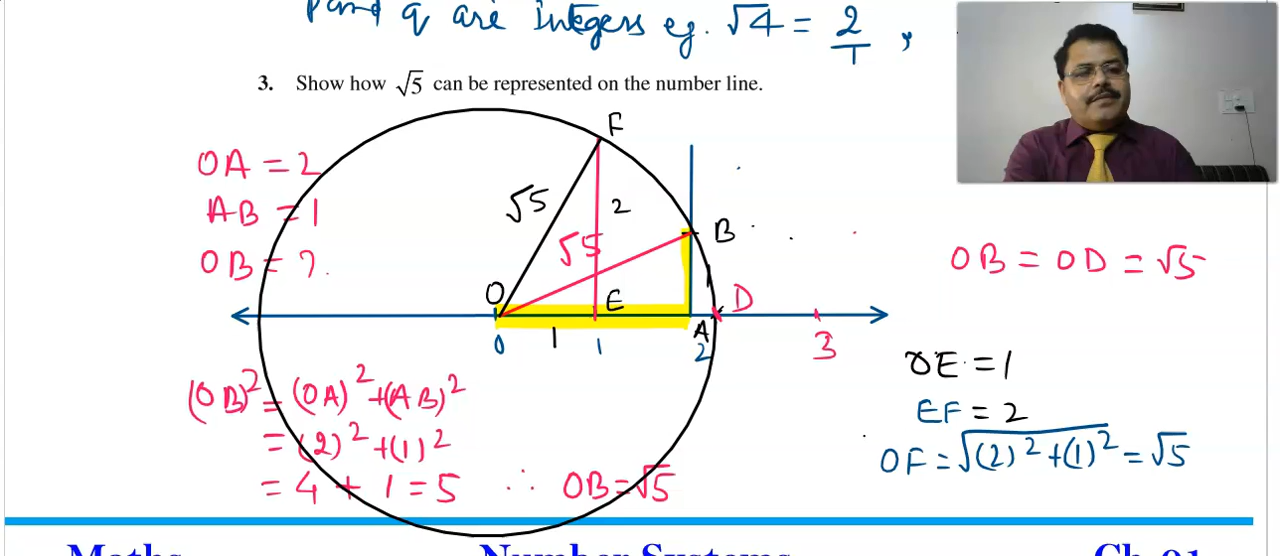 P and q are integers eg. √4 = 2/1 ,
3. Show how √5 can be represented on the number line.
F
OA = 2
AB = 1
OB = ?
√5
2
√5
B
1
OB = OD = √5
O
E
A
D
0
1
1
2
3
(OB)² = (OA)² + (AB)²
= (2)² + (1)²
= 4 + 1 = 5 ∴ OB = √5
OE = 1
EF = 2
OF = √(2)² + (1)² = √5
Maths Number Systems Ch-01